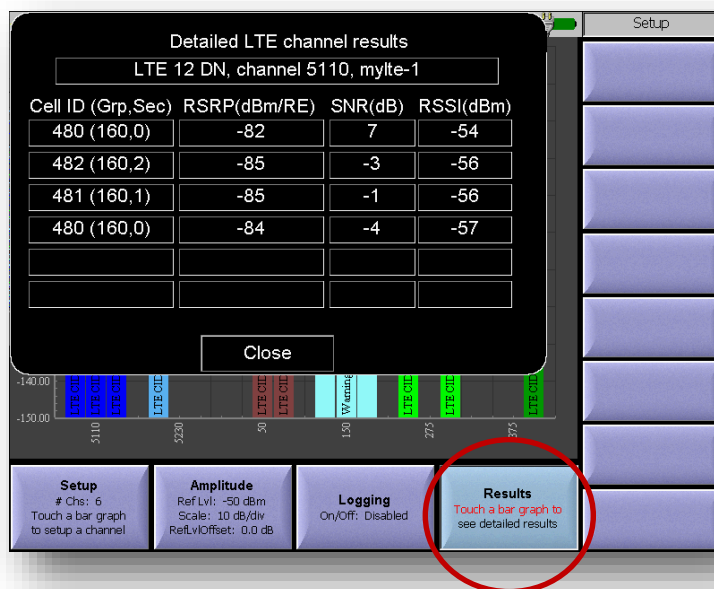 Setup
Detailed LTE channel results
LTE 12 DN, channel 5110, mylte-1
Cell ID (Grp,Sec) RSRP(dBm/RE) SNR(dB) RSSI(dBm)
480 (160,0) -82 7 -54
482 (160,2) -85 -3 -56
481 (160,1) -85 -1 -56
480 (160,0) -84 -4 -57
Close
-140.00
LTE CID LTE CID LTE CID LTE CID LTE CID LTE CID Warning LTE CID LTE CID LTE CID
-150.00
5110 5230 50 150 275 375
Setup
# Chs: 6
Touch a bar graph
to setup a channel
Amplitude
Ref Lvl: -50 dBm
Scale: 10 dB/div
RefLvlOffset: 0.0 dB
Logging
On/Off: Disabled
Results
Touch a bar graph to
see detailed results